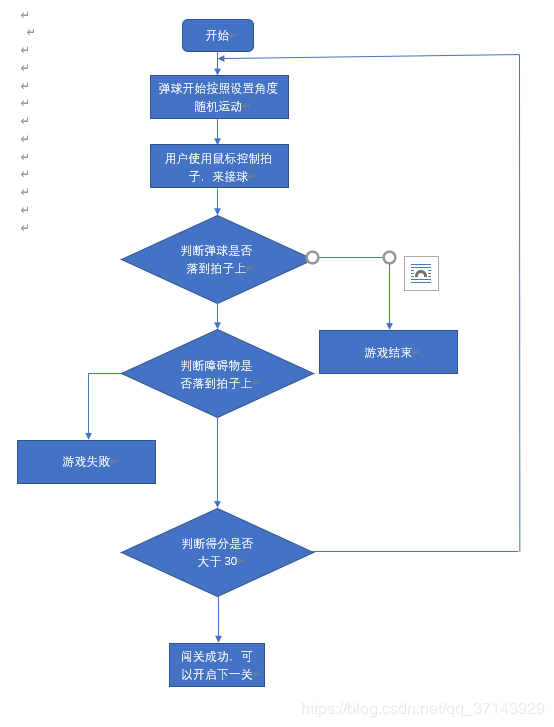 开始
弹球开始按照设置角度
随机运动
用户使用鼠标控制拍
子．来接球
判断弹球是否
落到拍子上
游戏结束
判断障碍物是
否落到拍子上
游戏失败
判断得分是否
大于 30
闯关成功．可
以开启下一关
https://blog.csdn.net/qq_37143929